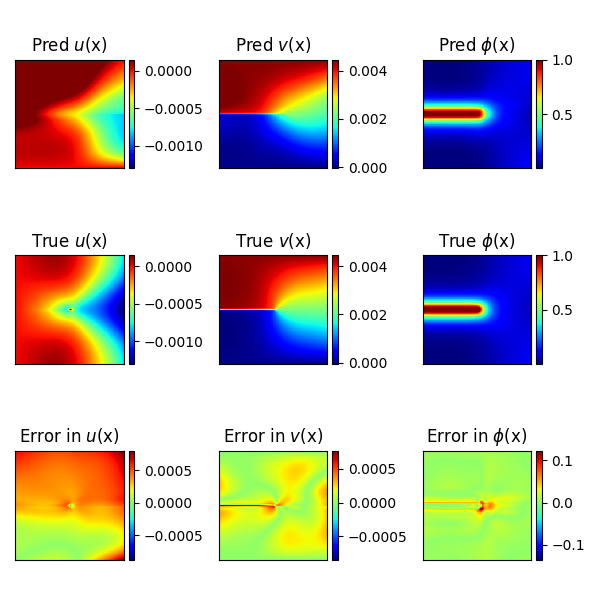 Pred u(x)
Pred v(x)
Pred ϕ(x)
0.0000
−0.0005
−0.0010
0.004
0.002
0.000
1.0
0.5
True u(x)
True v(x)
True ϕ(x)
0.0000
−0.0005
−0.0010
0.004
0.002
0.000
1.0
0.5
Error in u(x)
Error in v(x)
Error in ϕ(x)
0.0005
0.0000
−0.0005
0.0005
0.0000
−0.0005
0.1
0.0
−0.1